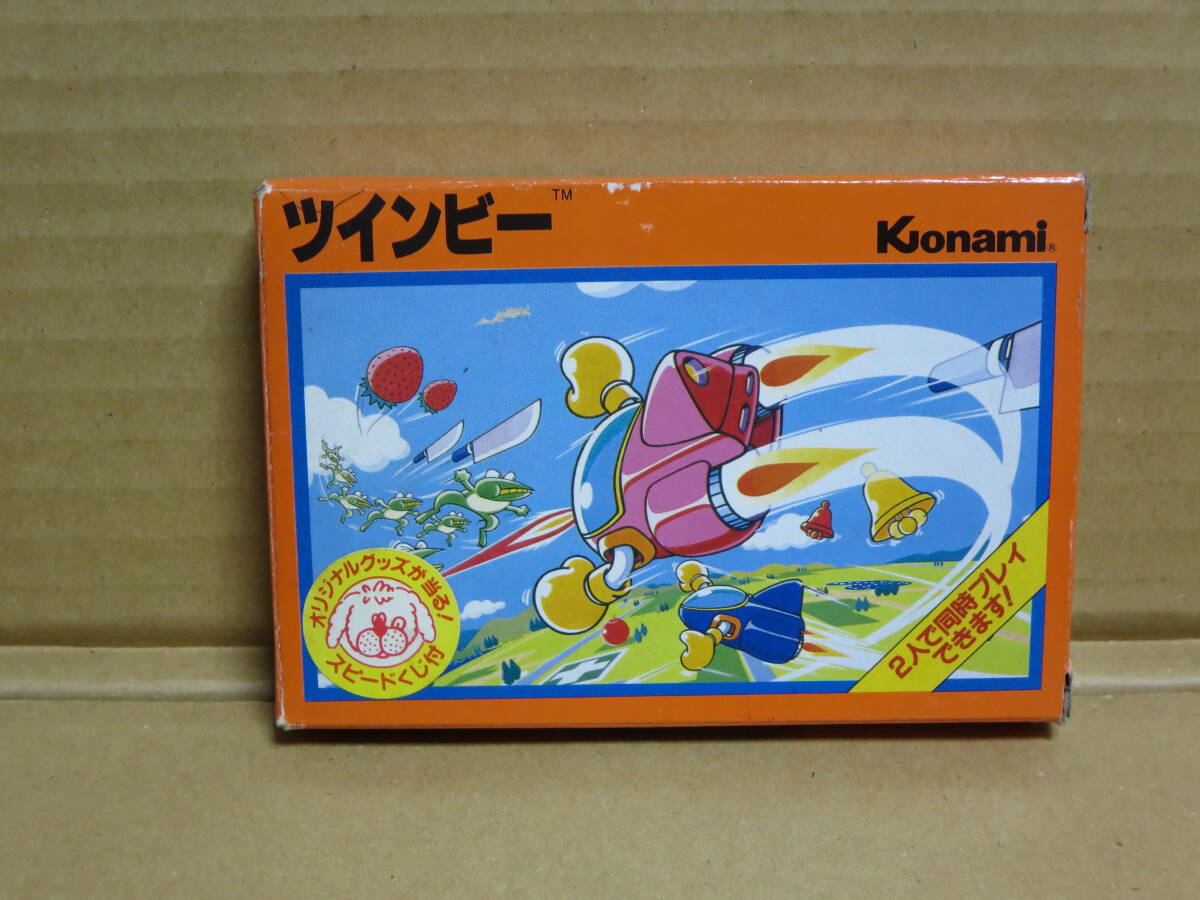 ツインビー™
Konami®
オリジナルグッズが当る!
スピードくじ付
2人で同時プレイ
できます!